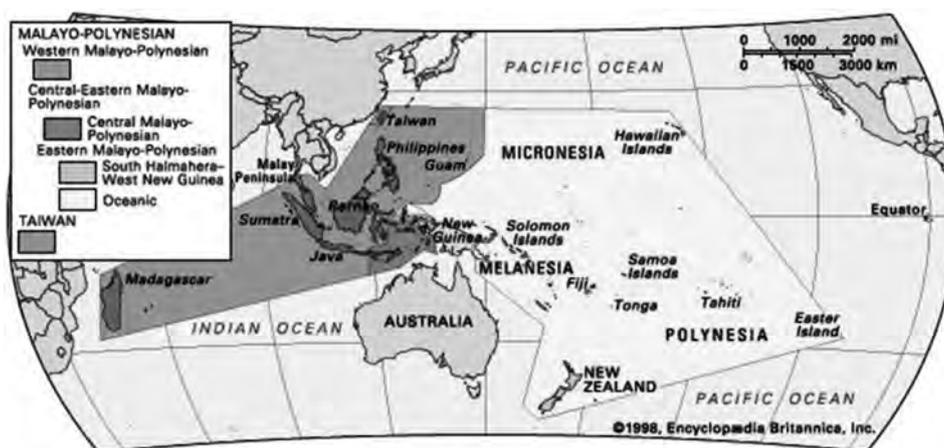 MALAYO-POLYNESIAN
Western Malayo-Polynesian
Central-Eastern Malayo-
Polynesian
Central Malayo-
Polynesian
Eastern Malayo-Polynesian
South Halmahera-
West New Guinea
Oceanic
TAIWAN
0 1000 2000 mi
0 1500 3000 km
PACIFIC OCEAN
Taiwan
Hawaiian
Islands
Philippines
MICRONESIA
Guam
Malay
Peninsula
Borneo
Equator
Sumatra
New
Guinea
Solomon
Islands
Java
MELANESIA
Samoa
Islands
Madagascar
Fiji
Tonga
Tahiti
Easter
Island
INDIAN OCEAN
AUSTRALIA
POLYNESIA
NEW
ZEALAND
PACIFIC OCEAN
©1998, Encyclopædia Britannica, Inc.